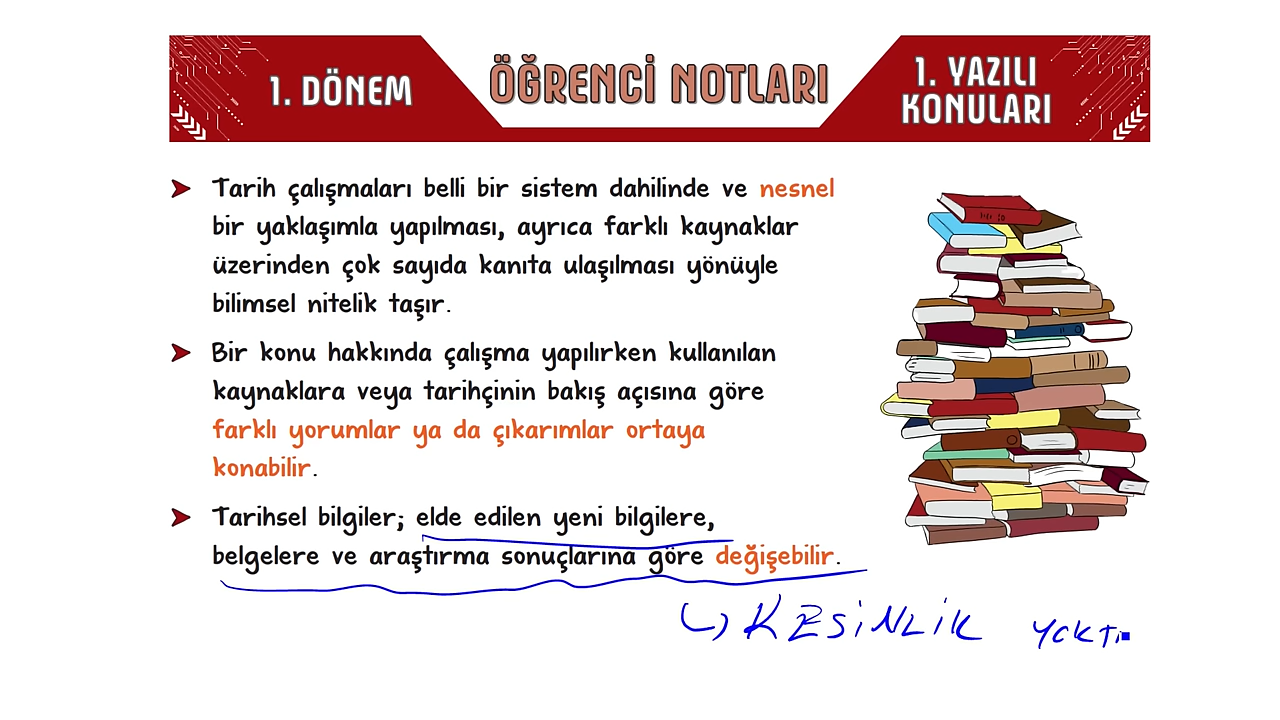 1. DÖNEM
ÖĞRENCİ NOTLARI
1. YAZILI
KONULARI
➤ Tarih çalışmaları belli bir sistem dahilinde ve nesnel
bir yaklaşımla yapılması, ayrıca farklı kaynaklar
üzerinden çok sayıda kanıta ulaşılması yönüyle
bilimsel nitelik taşır.
➤ Bir konu hakkında çalışma yapılırken kullanılan
kaynaklara veya tarihçinin bakış açısına göre
farklı yorumlar ya da çıkarımlar ortaya
konabilir.
➤ Tarihsel bilgiler; elde edilen yeni bilgilere,
belgelere ve araştırma sonuçlarına göre değişebilir.
KESİNLİK